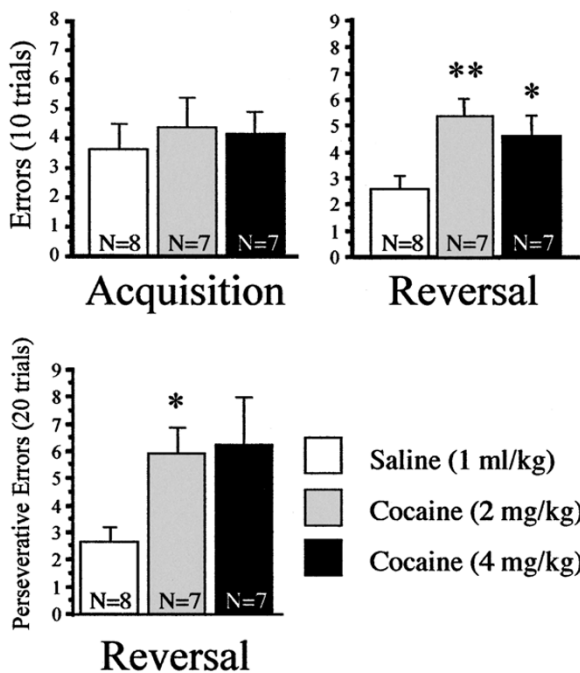 Errors (10 trials)
8
7
6
5
4
3
2
1
0
N=8
N=7
N=7
Acquisition
9
8
7
6
5
4
3
2
1
0
**
*
N=8
N=7
N=7
Reversal
Perseverative Errors (20 trials)
9
8
7
6
5
4
3
2
1
0
*
N=8
N=7
N=7
Reversal
Saline (1 ml/kg)
Cocaine (2 mg/kg)
Cocaine (4 mg/kg)